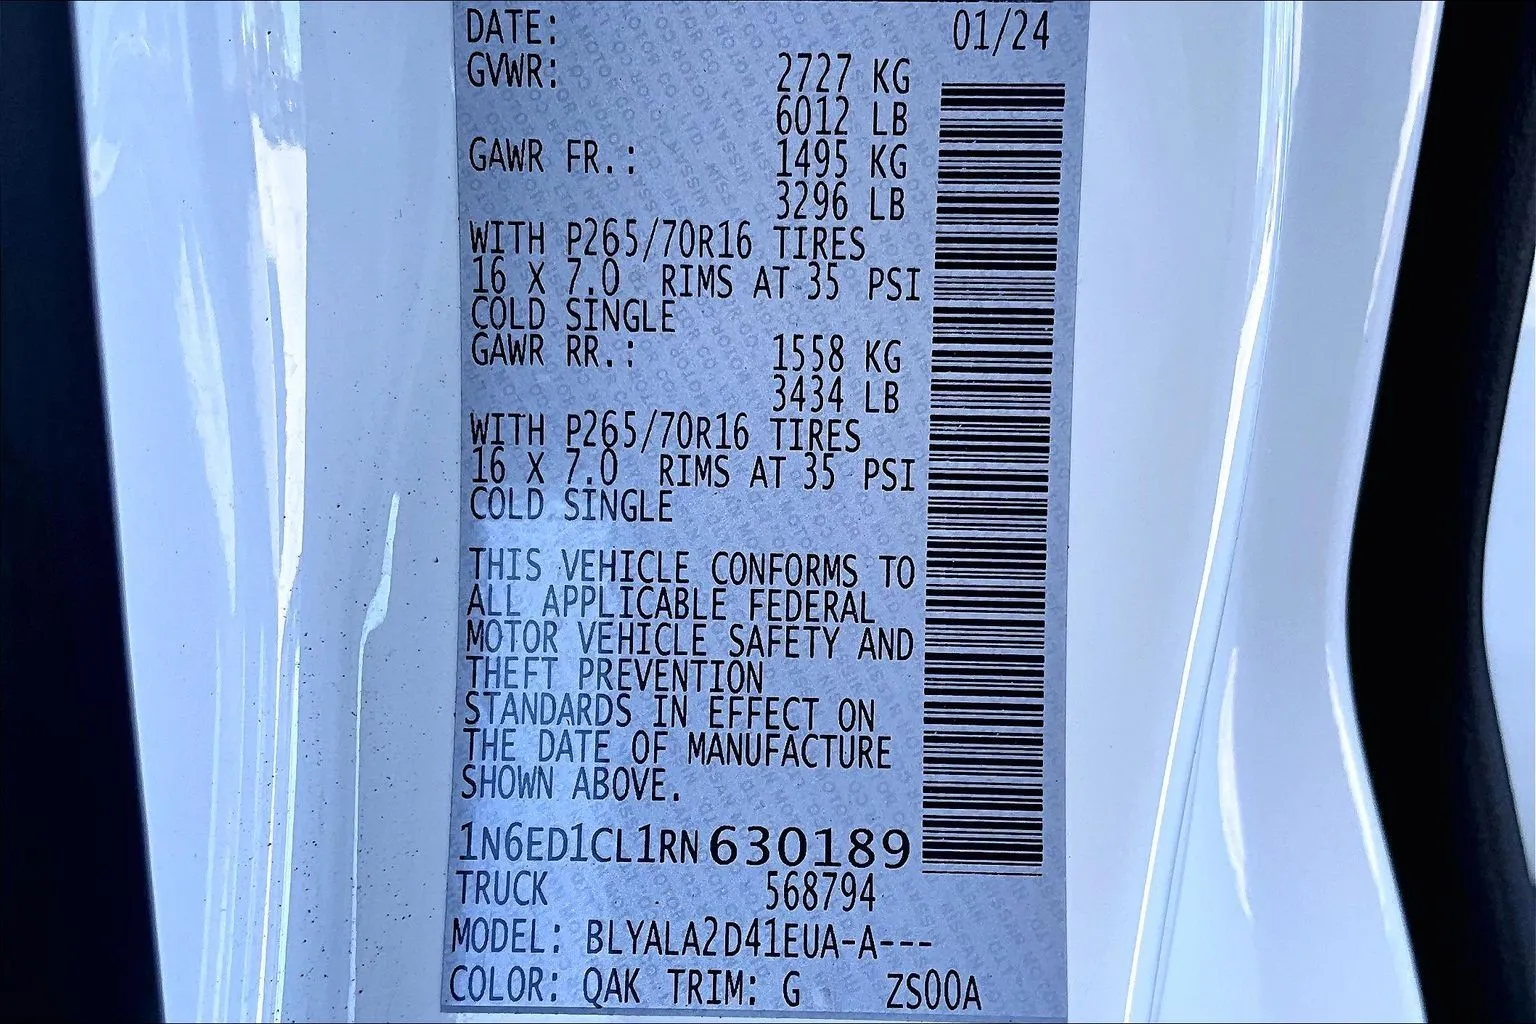 DATE: 01/24
GVWR: 2727 KG
6012 LB
GAWR FR.: 1495 KG
3296 LB
WITH P265/70R16 TIRES
16 X 7.0 RIMS AT 35 PSI
COLD SINGLE
GAWR RR.: 1558 KG
3434 LB
WITH P265/70R16 TIRES
16 X 7.0 RIMS AT 35 PSI
COLD SINGLE
THIS VEHICLE CONFORMS TO
ALL APPLICABLE FEDERAL
MOTOR VEHICLE SAFETY AND
THEFT PREVENTION
STANDARDS IN EFFECT ON
THE DATE OF MANUFACTURE
SHOWN ABOVE.
1N6ED1CL1RN630189
TRUCK 568794
MODEL: BLYALA2D41EUA-A---
COLOR: QAK TRIM: G ZS00A